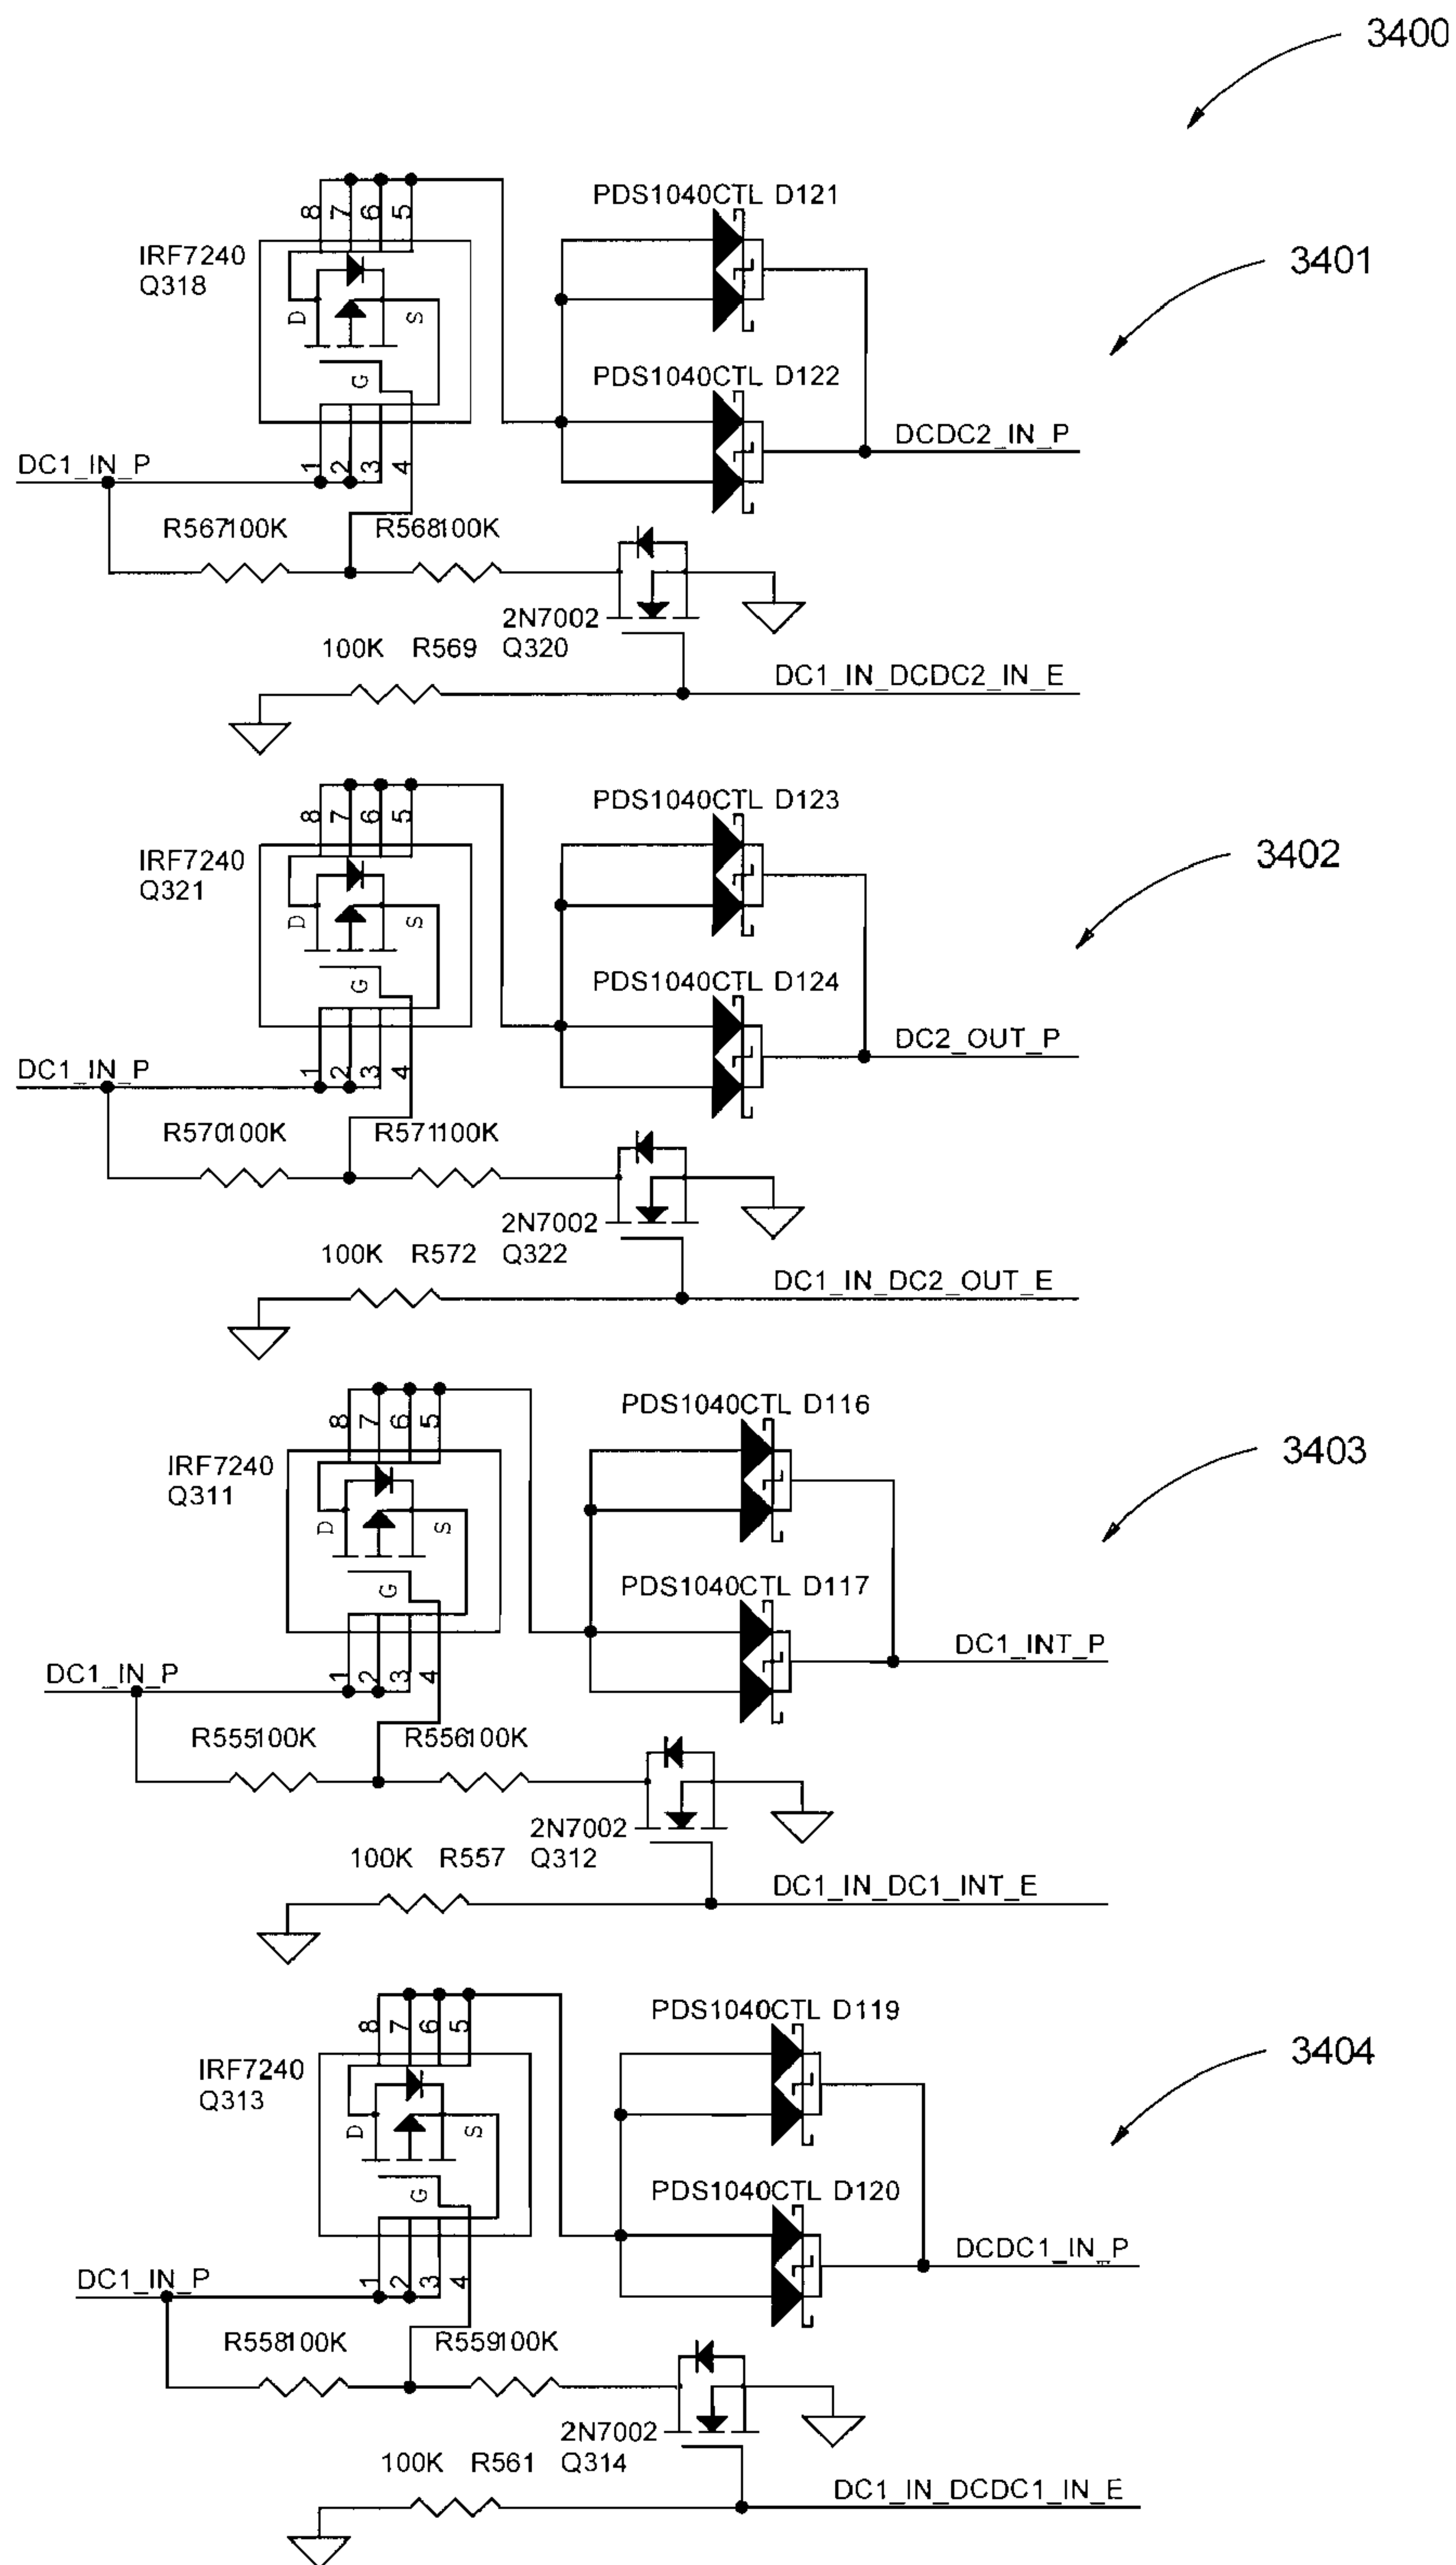 3400
PDS1040CTL D121
3401
8 7 6 5
IRF7240
Q318
D S
G
PDS1040CTL D122
DCDC2_IN_P
DC1_IN_P
1 2 3 4
R567100K R568100K
2N7002
100K R569 Q320
DC1_IN_DCDC2_IN_E
8 7 6 5
PDS1040CTL D123
3402
IRF7240
Q321
D S
G
PDS1040CTL D124
DC2_OUT_P
DC1_IN_P
1 2 3 4
R570100K R571100K
2N7002
100K R572 Q322
DC1_IN_DC2_OUT_E
8 7 6 5
PDS1040CTL D116
3403
IRF7240
Q311
D S
G
PDS1040CTL D117
DC1_INT_P
DC1_IN_P
1 2 3 4
R555100K R556100K
2N7002
100K R557 Q312
DC1_IN_DC1_INT_E
8 7 6 5
PDS1040CTL D119
3404
IRF7240
Q313
D S
G
PDS1040CTL D120
DCDC1_IN_P
DC1_IN_P
1 2 3 4
R558100K R559100K
2N7002
100K R561 Q314
DC1_IN_DCDC1_IN_E